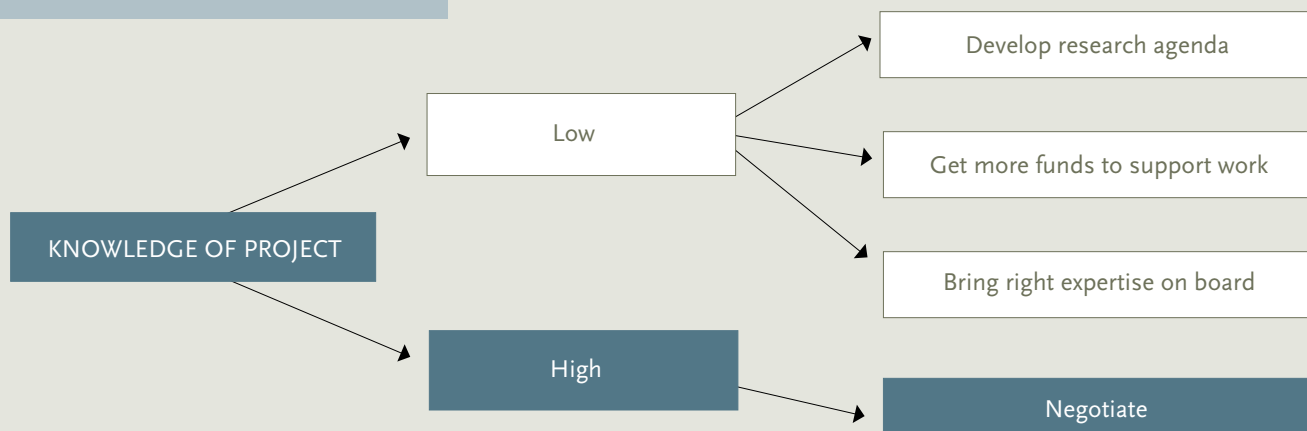 Develop research agenda
Low
Get more funds to support work
KNOWLEDGE OF PROJECT
Bring right expertise on board
High
Negotiate